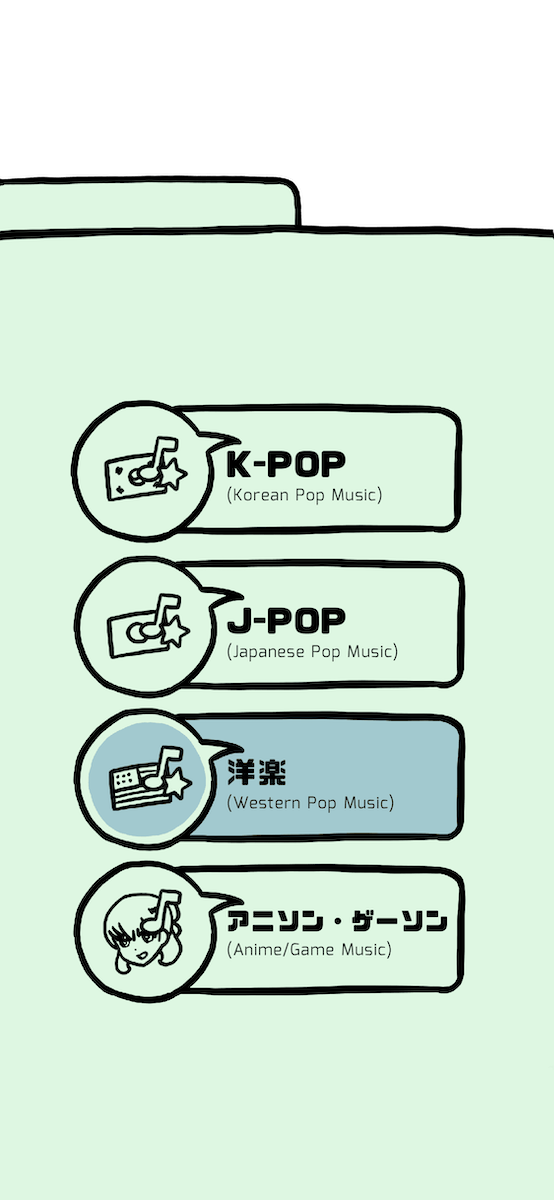 K-POP
(Korean Pop Music)
J-POP
(Japanese Pop Music)
洋楽
(Western Pop Music)
アニソン・ゲーソン
(Anime/Game Music)